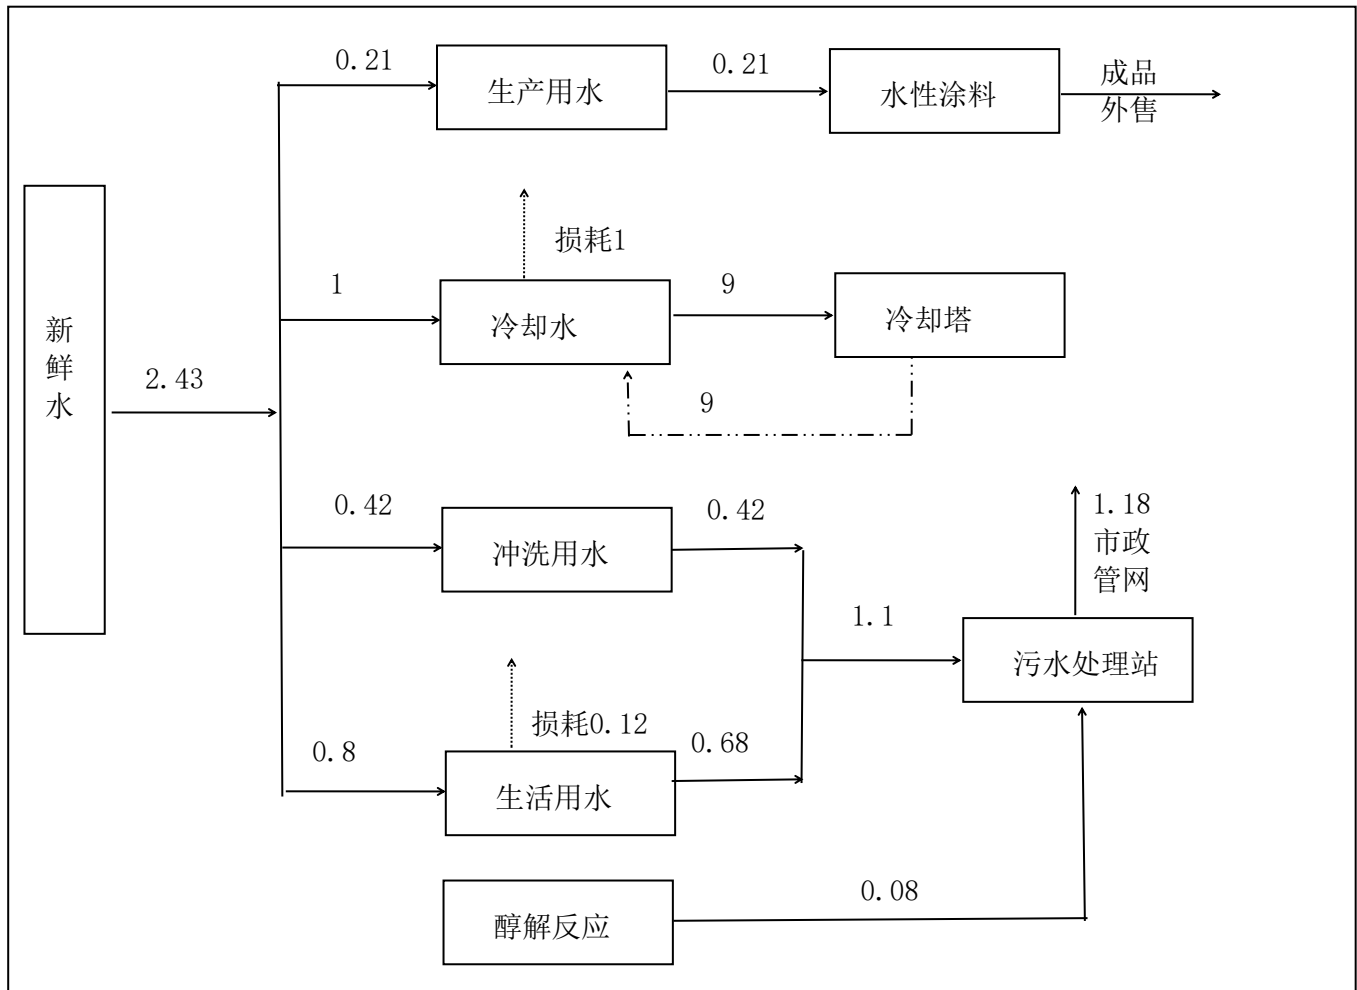 0.21
生产用水
0.21
水性涂料
成品
外售
损耗1
1
冷却水
9
冷却塔
9
新
鲜
水
2.43
0.42
冲洗用水
0.42
1.18
市政
管网
1.1
污水处理站
损耗0.12
0.8
生活用水
0.68
醇解反应
0.08